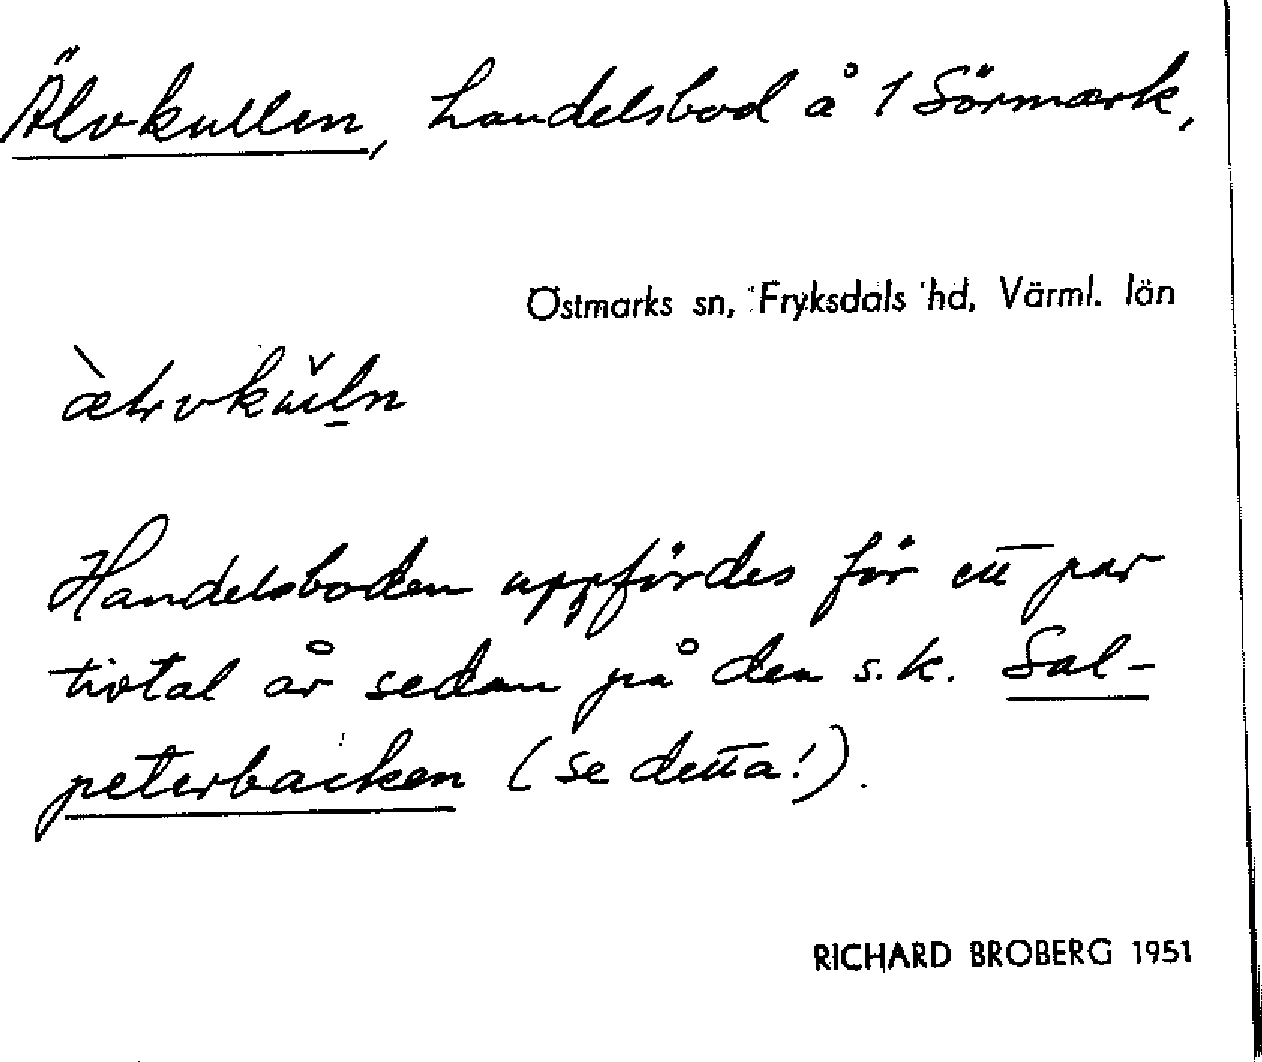 Älvkullen, handelsbod å 1 Sörmark,
Östmarks sn, Fryksdals hd, Värml. län
Handelsboden uppfördes för ett par
tiotal år sedan på den s.k. Sal-
peterbacken (se detta!).
RICHARD BROBERG 1951